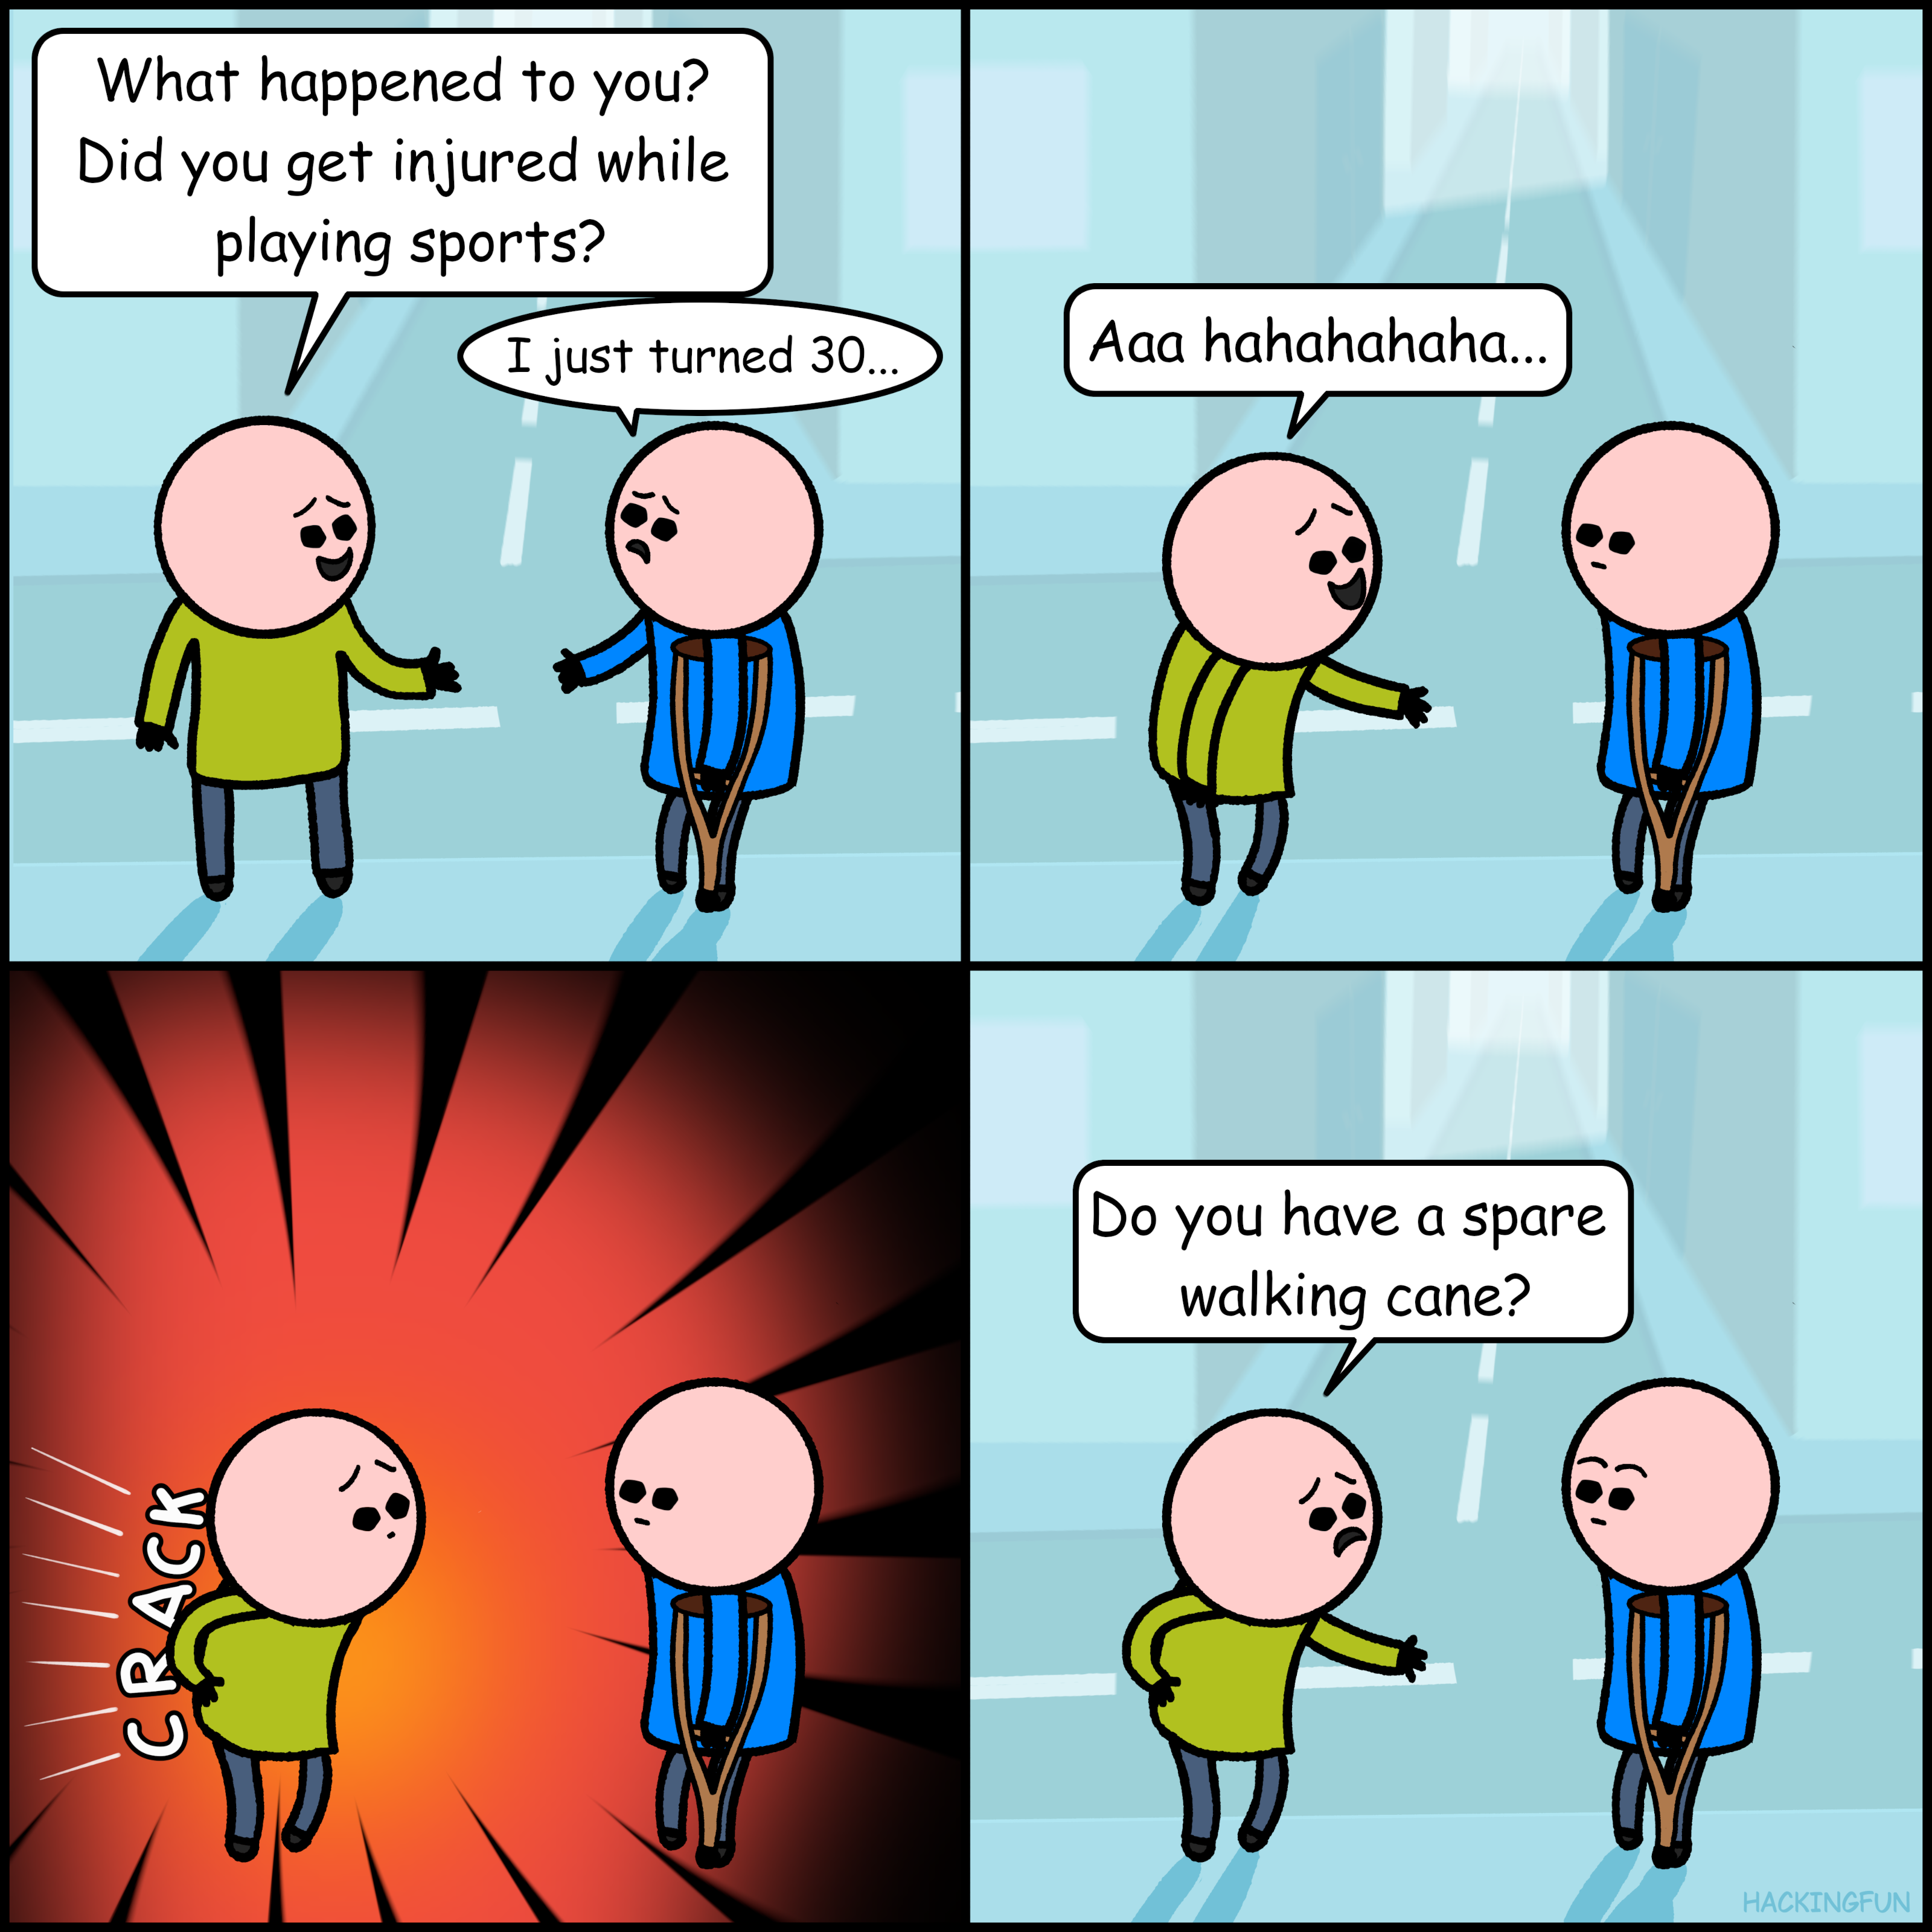 What happened to you?
Did you get injured while
playing sports?
I just turned 30...
Aaa hahahahaha...
CRACK
Do you have a spare
walking cane?
HACKINGFUN